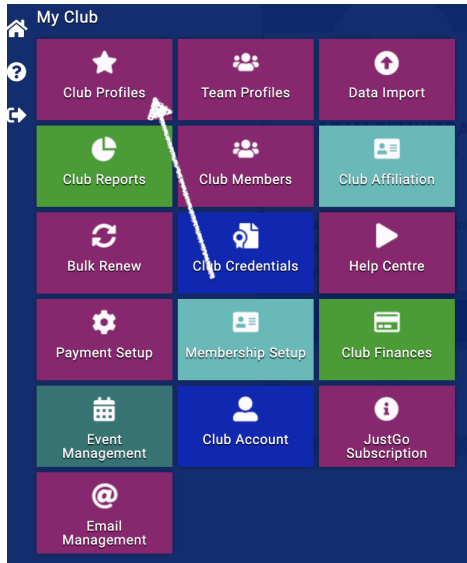 My Club
Club Profiles
Team Profiles
Data Import
Club Reports
Club Members
Club Affiliation
Bulk Renew
Club Credentials
Help Centre
Payment Setup
Membership Setup
Club Finances
Event
Management
Club Account
JustGo
Subscription
Email
Management